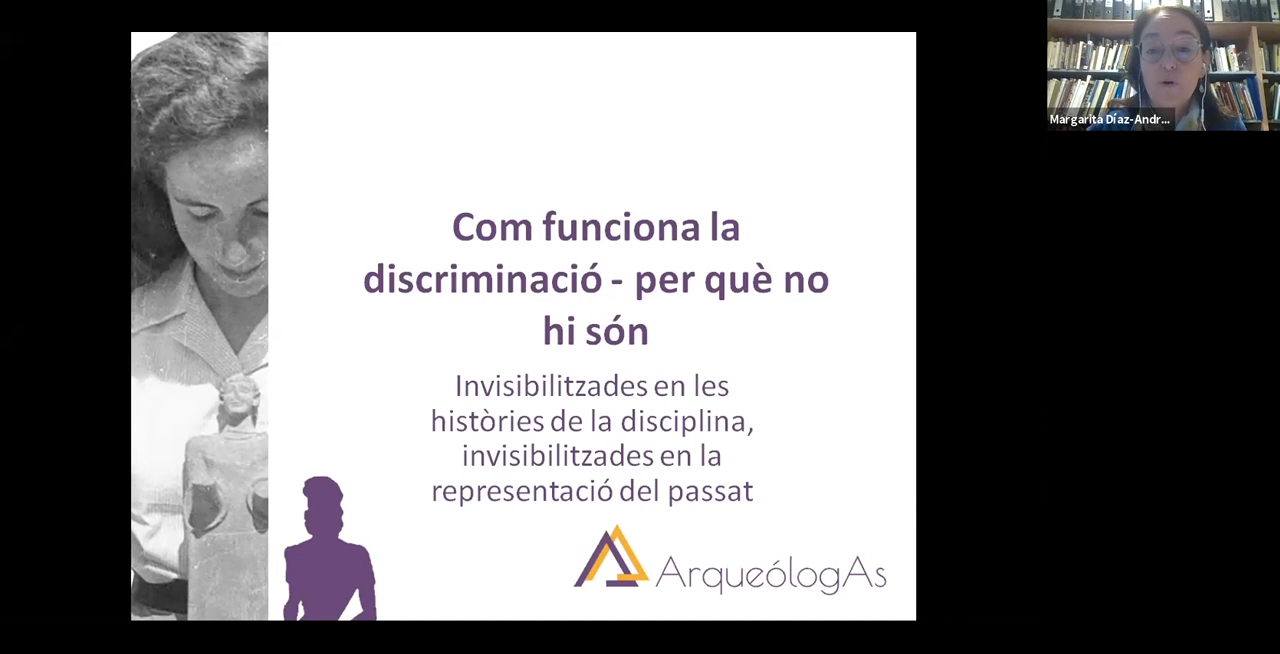 Com funciona la
discriminació - per què no
hi són
Invisibilitzades en les
històries de la disciplina,
invisibilitzades en la
representació del passat
ArqueólogAs
Margarita Díaz-Andr...